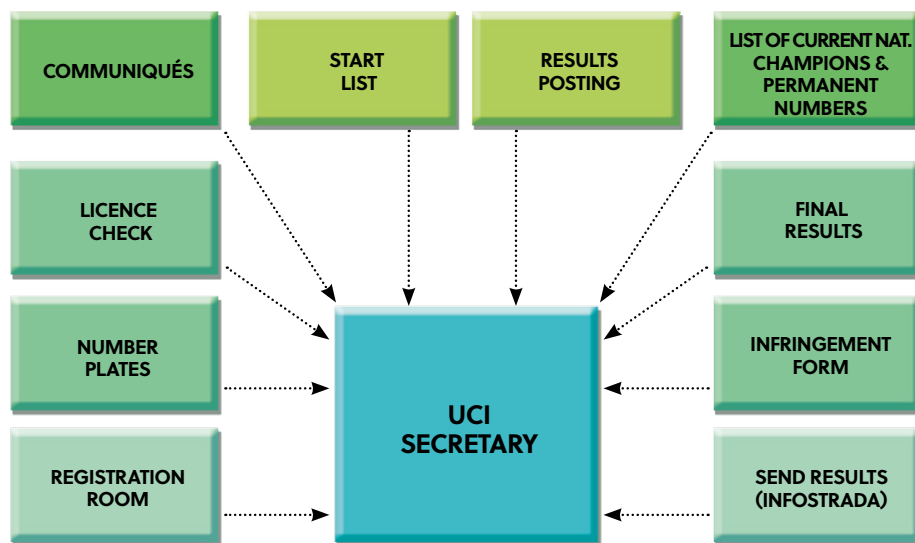 COMMUNIQUÉS
START
LIST
RESULTS
POSTING
LIST OF CURRENT NAT.
CHAMPIONS &
PERMANENT
NUMBERS
LICENCE
CHECK
FINAL
RESULTS
NUMBER
PLATES
INFRINGEMENT
FORM
UCI
SECRETARY
REGISTRATION
ROOM
SEND RESULTS
(INFOSTRADA)